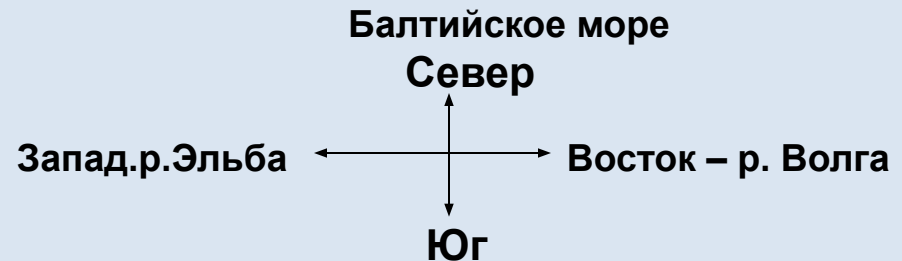 Балтийское море
Север
Запад.р.Эльба
Восток – р. Волга
Юг